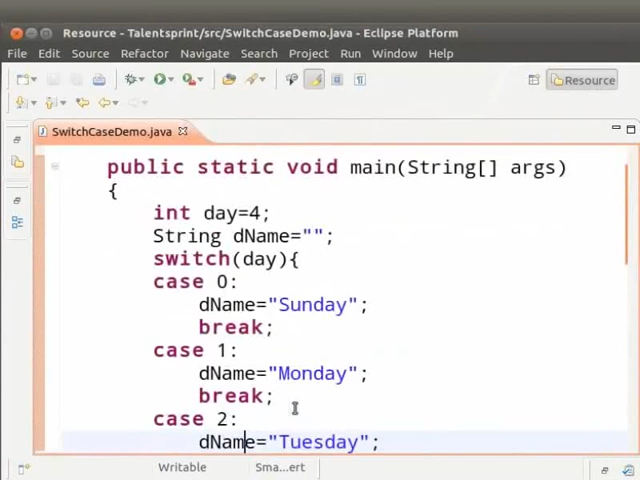 Resource - Talentsprint/src/SwitchCaseDemo.java - Eclipse Platform
File Edit Source Refactor Navigate Search Project Run Window Help
Resource
SwitchCaseDemo.java
public static void main(String[] args)
{
int day=4;
String dName="";
switch(day){
case 0:
dName="Sunday";
break;
case 1:
dName="Monday";
break;
case 2:
dName="Tuesday";
Writable Sma...ert